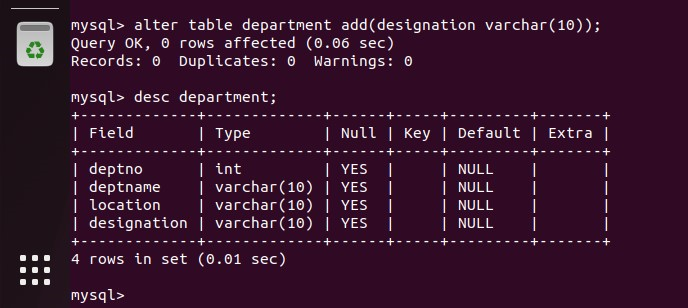 mysql> alter table department add(designation varchar(10));
Query OK, 0 rows affected (0.06 sec)
Records: 0  Duplicates: 0  Warnings: 0

mysql> desc department;
+-------------+-------------+------+-----+---------+-------+
| Field       | Type        | Null | Key | Default | Extra |
+-------------+-------------+------+-----+---------+-------+
| deptno      | int         | YES  |     | NULL    |       |
| deptname    | varchar(10) | YES  |     | NULL    |       |
| location    | varchar(10) | YES  |     | NULL    |       |
| designation | varchar(10) | YES  |     | NULL    |       |
+-------------+-------------+------+-----+---------+-------+
4 rows in set (0.01 sec)

mysql>